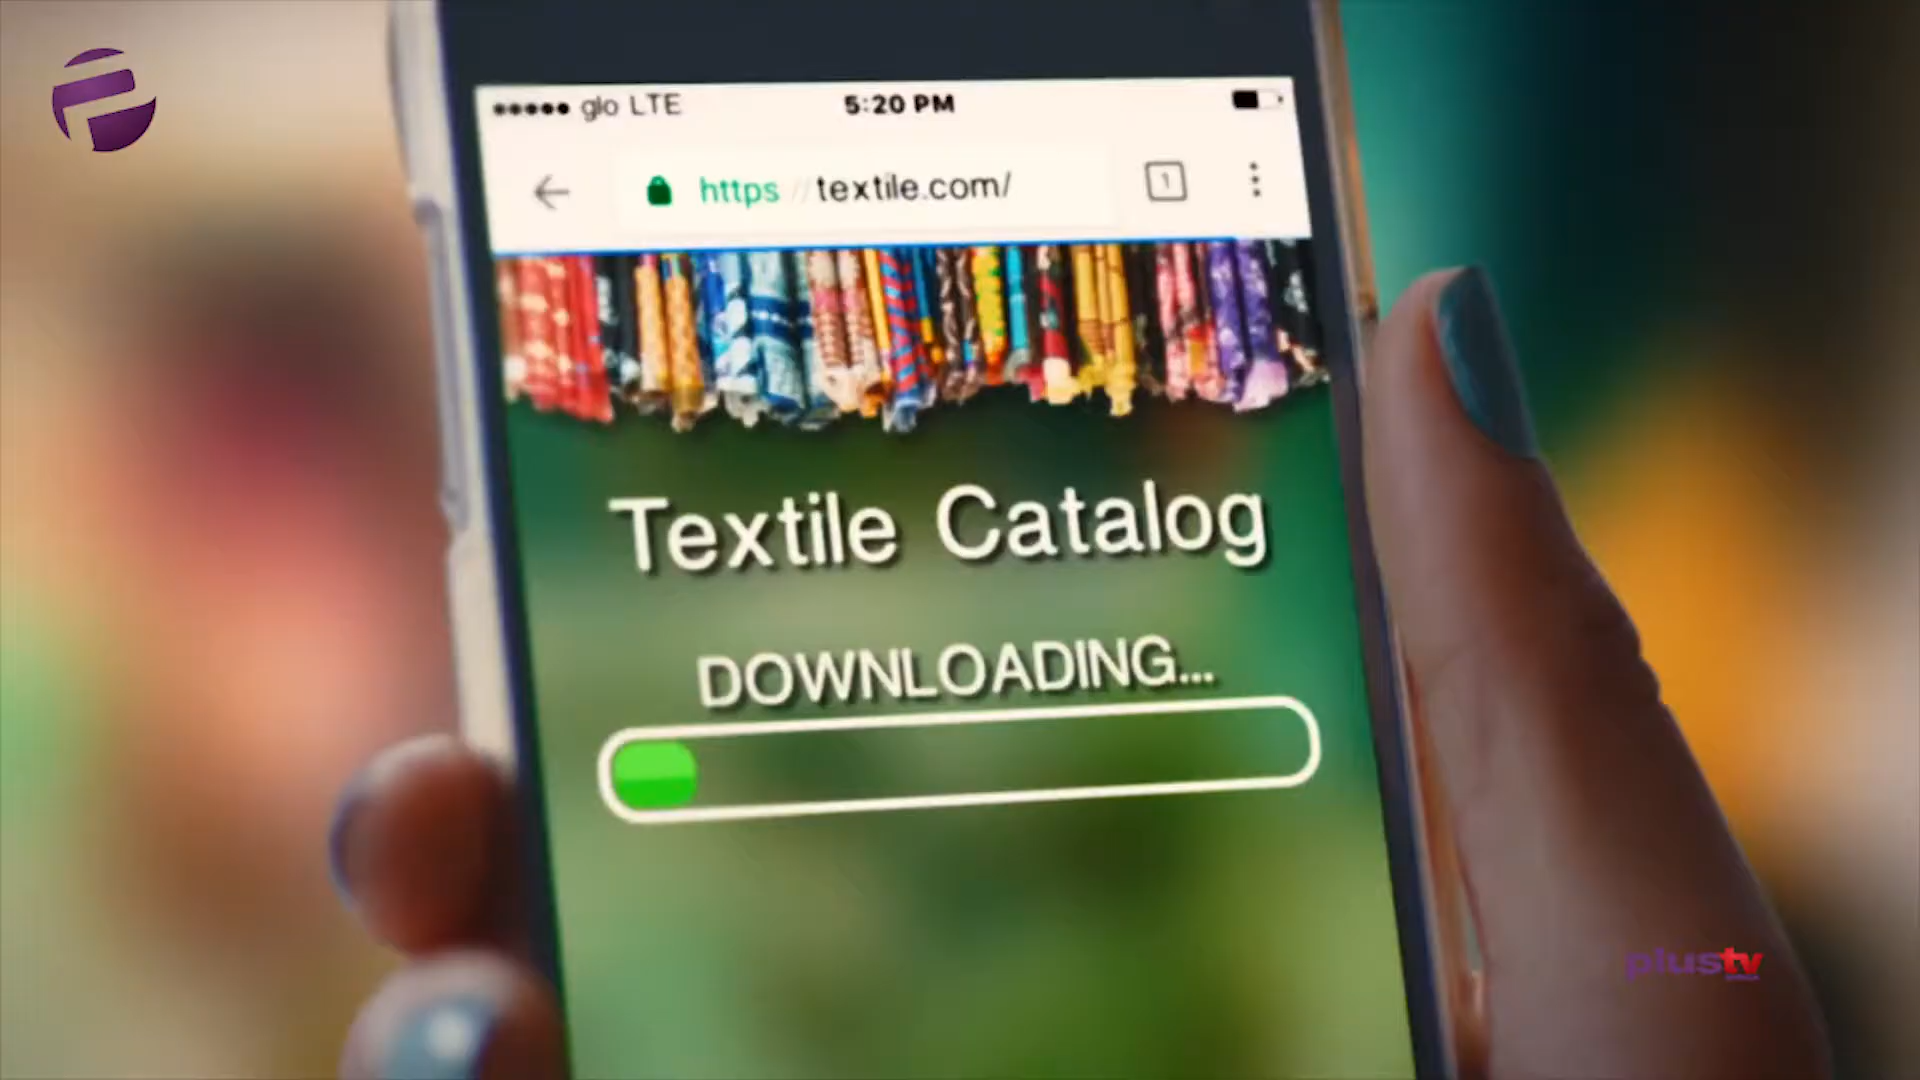 glo LTE 5:20 PM
https://textile.com/
1
Textile Catalog
DOWNLOADING...
plustv